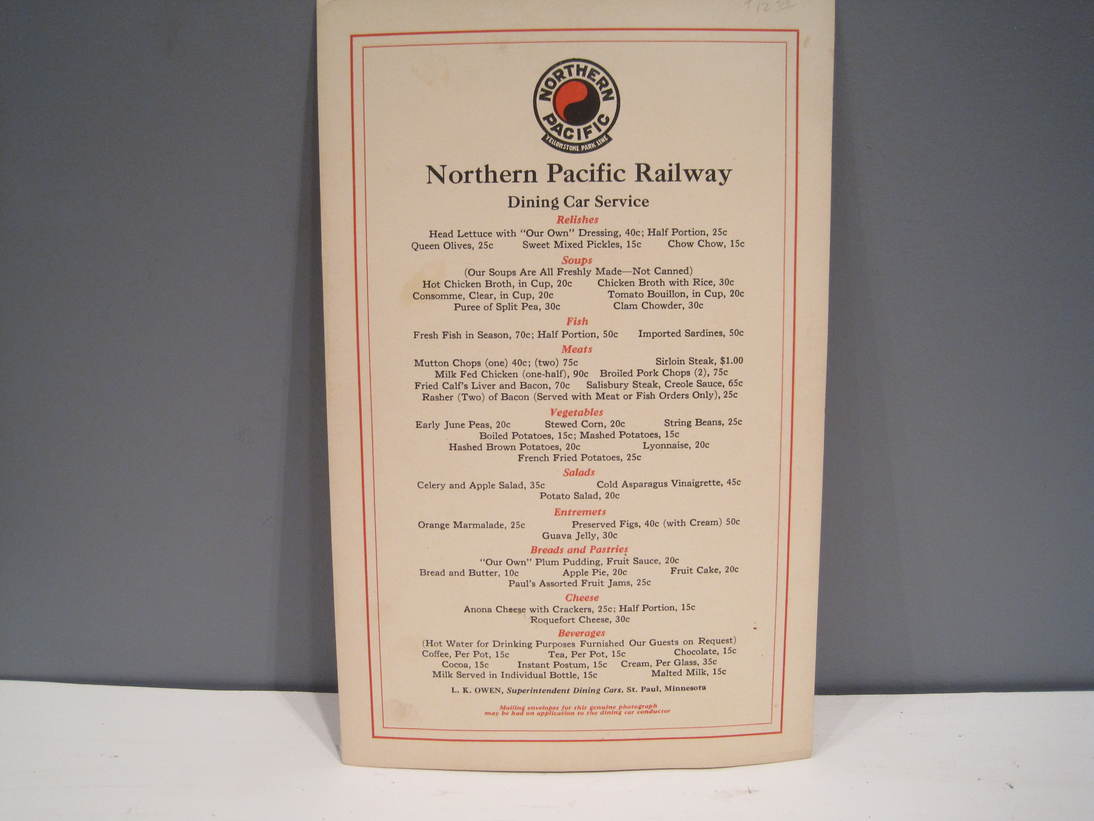 NORTHERN
PACIFIC
YELLOWSTONE PARK LINE
Northern Pacific Railway
Dining Car Service
Relishes
Head Lettuce with "Our Own" Dressing, 40c; Half Portion, 25c
Queen Olives, 25c Sweet Mixed Pickles, 15c Chow Chow, 15c
Soups
(Our Soups Are All Freshly Made—Not Canned)
Hot Chicken Broth, in Cup, 20c Chicken Broth with Rice, 30c
Consomme, Clear, in Cup, 20c Tomato Bouillon, in Cup, 20c
Puree of Split Pea, 30c Clam Chowder, 30c
Fish
Fresh Fish in Season, 70c; Half Portion, 50c Imported Sardines, 50c
Meats
Mutton Chops (one) 40c; (two) 75c Sirloin Steak, $1.00
Milk Fed Chicken (one-half), 90c Broiled Pork Chops (2), 75c
Fried Calf's Liver and Bacon, 70c Salisbury Steak, Creole Sauce, 65c
Rasher (Two) of Bacon (Served with Meat or Fish Orders Only), 25c
Vegetables
Early June Peas, 20c Stewed Corn, 20c String Beans, 25c
Boiled Potatoes, 15c; Mashed Potatoes, 15c
Hashed Brown Potatoes, 20c Lyonnaise, 20c
French Fried Potatoes, 25c
Salads
Celery and Apple Salad, 35c Cold Asparagus Vinaigrette, 45c
Potato Salad, 20c
Entremets
Orange Marmalade, 25c Preserved Figs, 40c (with Cream) 50c
Guava Jelly, 30c
Breads and Pastries
"Our Own" Plum Pudding, Fruit Sauce, 20c
Bread and Butter, 10c Apple Pie, 20c Fruit Cake, 20c
Paul's Assorted Fruit Jams, 25c
Cheese
Anona Cheese with Crackers, 25c; Half Portion, 15c
Roquefort Cheese, 30c
Beverages
(Hot Water for Drinking Purposes Furnished Our Guests on Request)
Coffee, Per Pot, 15c Tea, Per Pot, 15c Chocolate, 15c
Cocoa, 15c Instant Postum, 15c Cream, Per Glass, 35c
Milk Served in Individual Bottle, 15c Malted Milk, 15c
L. K. OWEN, Superintendent Dining Cars, St. Paul, Minnesota
Mailing envelopes for this genuine photograph
may be had on application to the dining car conductor